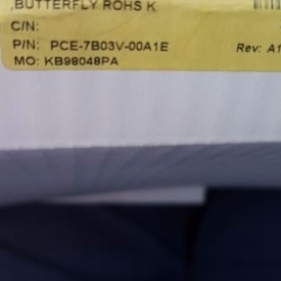 ,BUTTERFLY ROHS K
C/N:
P/N: PCE-7B03V-00A1E Rev: A1
MO: KB98048PA